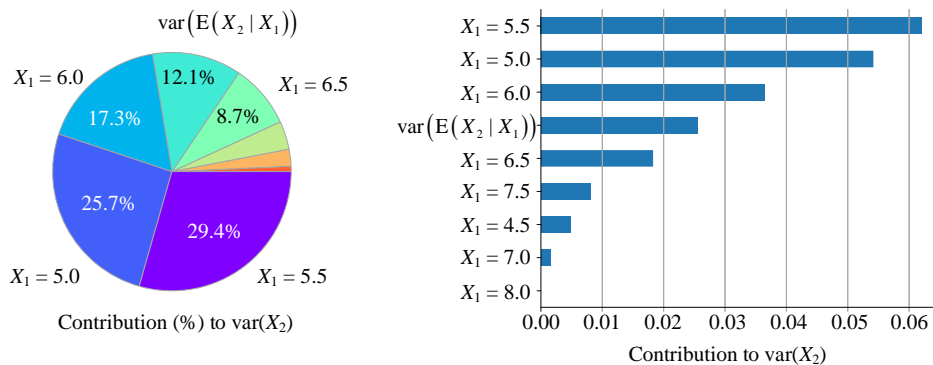 var(E(X₂ | X₁))
X₁ = 6.0
12.1%
X₁ = 6.5
17.3%
8.7%
25.7%
29.4%
X₁ = 5.0
X₁ = 5.5
Contribution (%) to var(X₂)
X₁ = 5.5
X₁ = 5.0
X₁ = 6.0
var(E(X₂ | X₁))
X₁ = 6.5
X₁ = 7.5
X₁ = 4.5
X₁ = 7.0
X₁ = 8.0
0.00 0.01 0.02 0.03 0.04 0.05 0.06
Contribution to var(X₂)